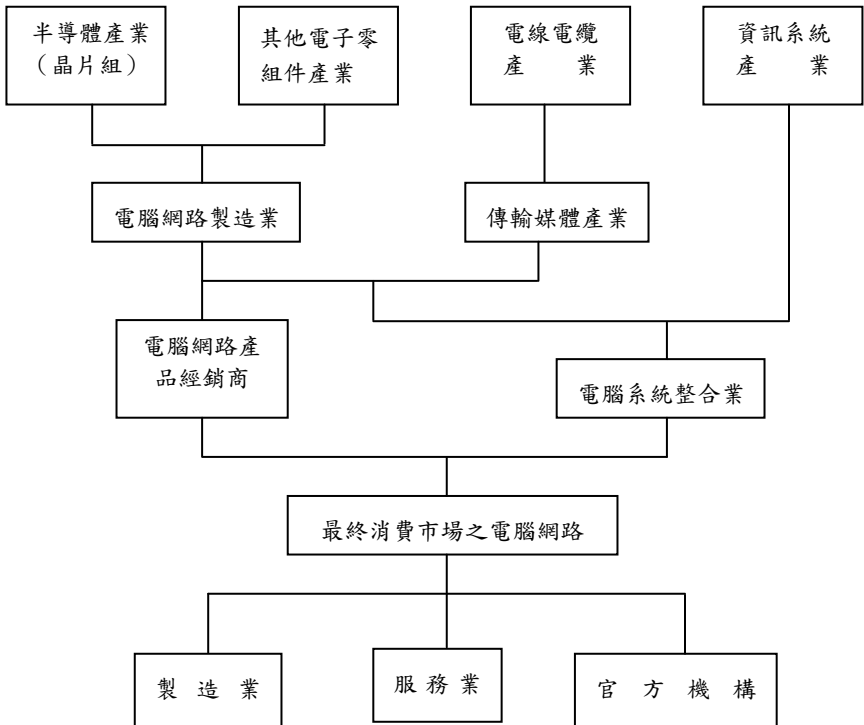 半導體產業
（晶片組）
其他電子零
組件產業
電線電纜
產業
資訊系統
產業
電腦網路製造業
傳輸媒體產業
電腦網路產
品經銷商
電腦系統整合業
最終消費市場之電腦網路
製造業
服務業
官方機構